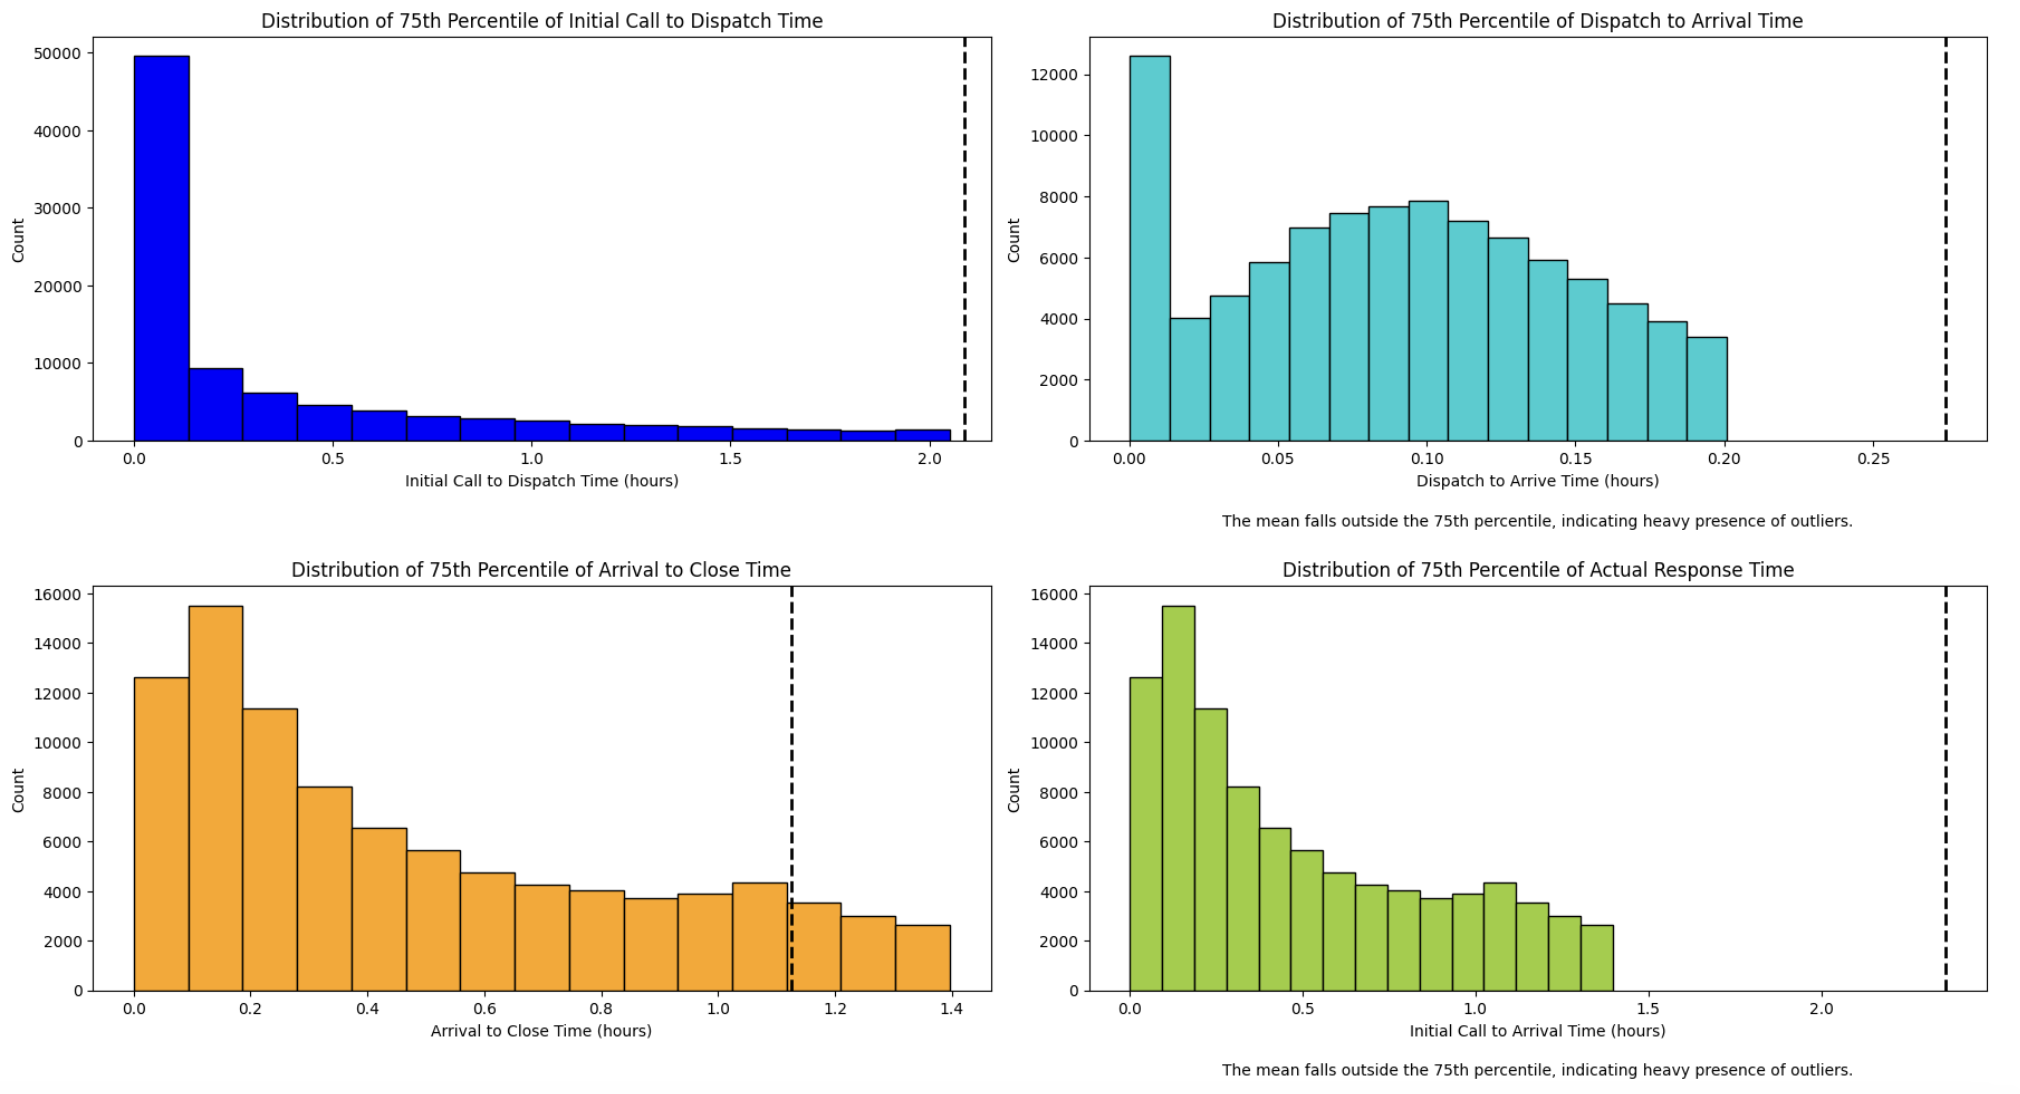 Distribution of 75th Percentile of Initial Call to Dispatch Time
Count
50000
40000
30000
20000
10000
0
0.0 0.5 1.0 1.5 2.0
Initial Call to Dispatch Time (hours)
Distribution of 75th Percentile of Dispatch to Arrival Time
Count
12000
10000
8000
6000
4000
2000
0
0.00 0.05 0.10 0.15 0.20 0.25
Dispatch to Arrive Time (hours)
The mean falls outside the 75th percentile, indicating heavy presence of outliers.
Distribution of 75th Percentile of Arrival to Close Time
Count
16000
14000
12000
10000
8000
6000
4000
2000
0
0.0 0.2 0.4 0.6 0.8 1.0 1.2 1.4
Arrival to Close Time (hours)
Distribution of 75th Percentile of Actual Response Time
Count
16000
14000
12000
10000
8000
6000
4000
2000
0
0.0 0.5 1.0 1.5 2.0
Initial Call to Arrival Time (hours)
The mean falls outside the 75th percentile, indicating heavy presence of outliers.